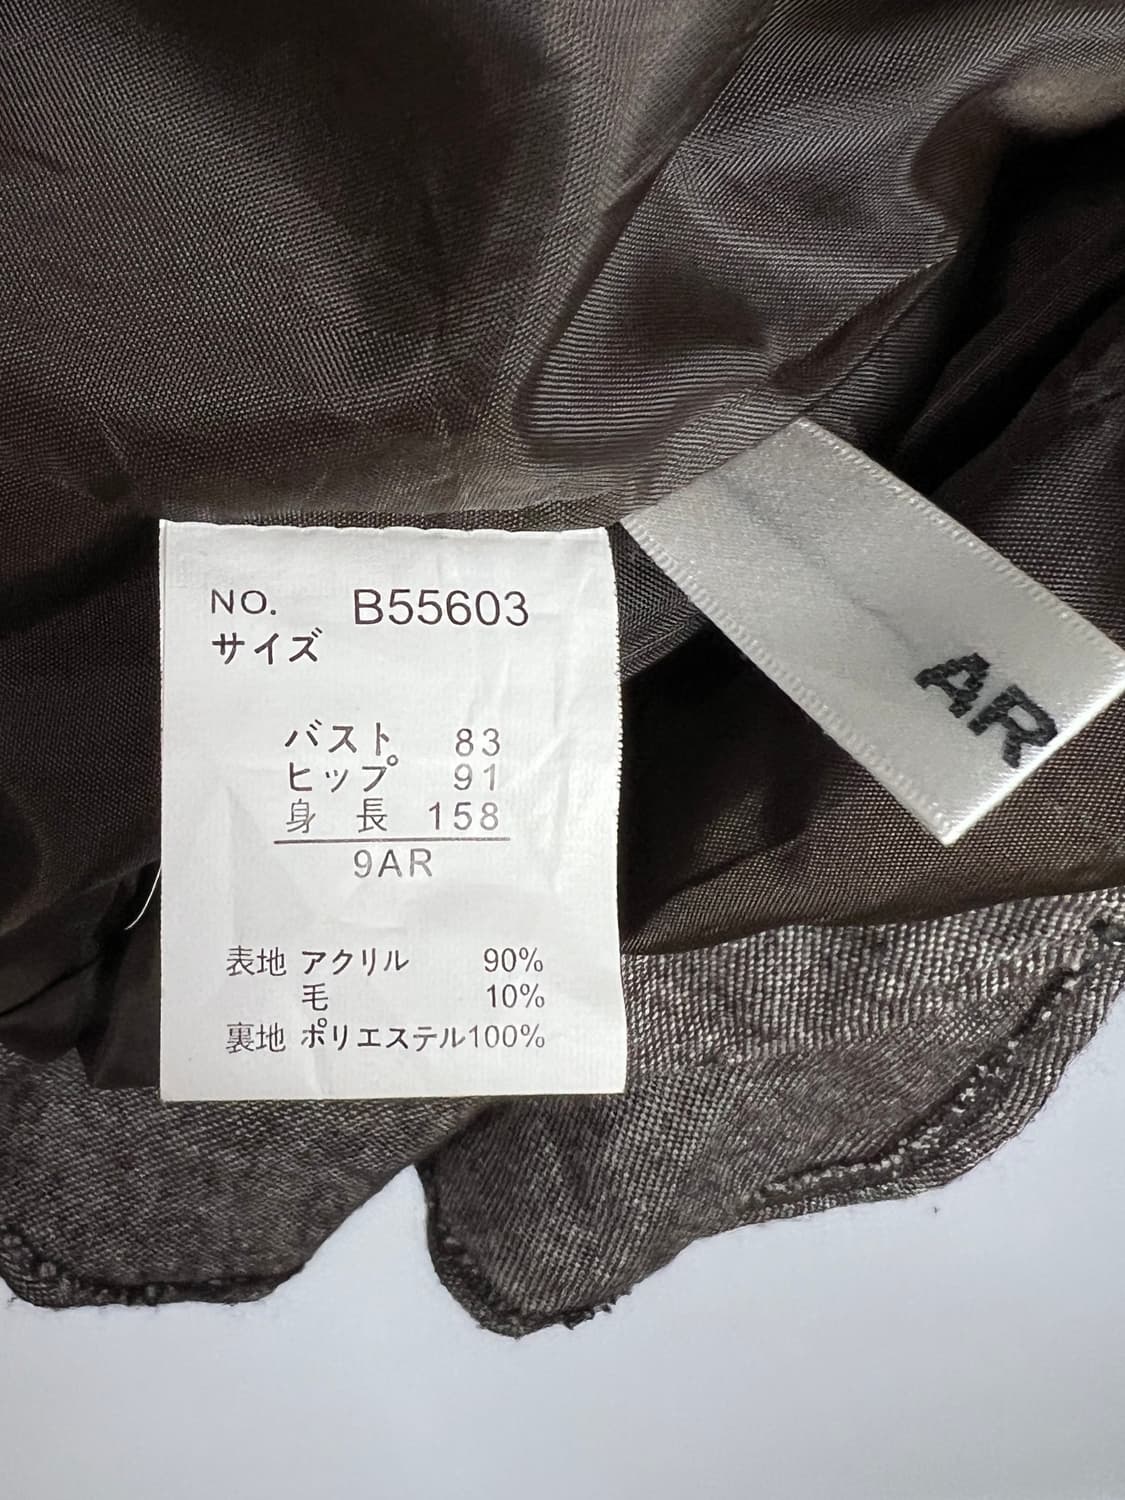 NO. B55603
サイズ
バスト 83
ヒップ 91
身 長 158
9AR
表地 アクリル 90%
毛 10%
裏地 ポリエステル100%
AR